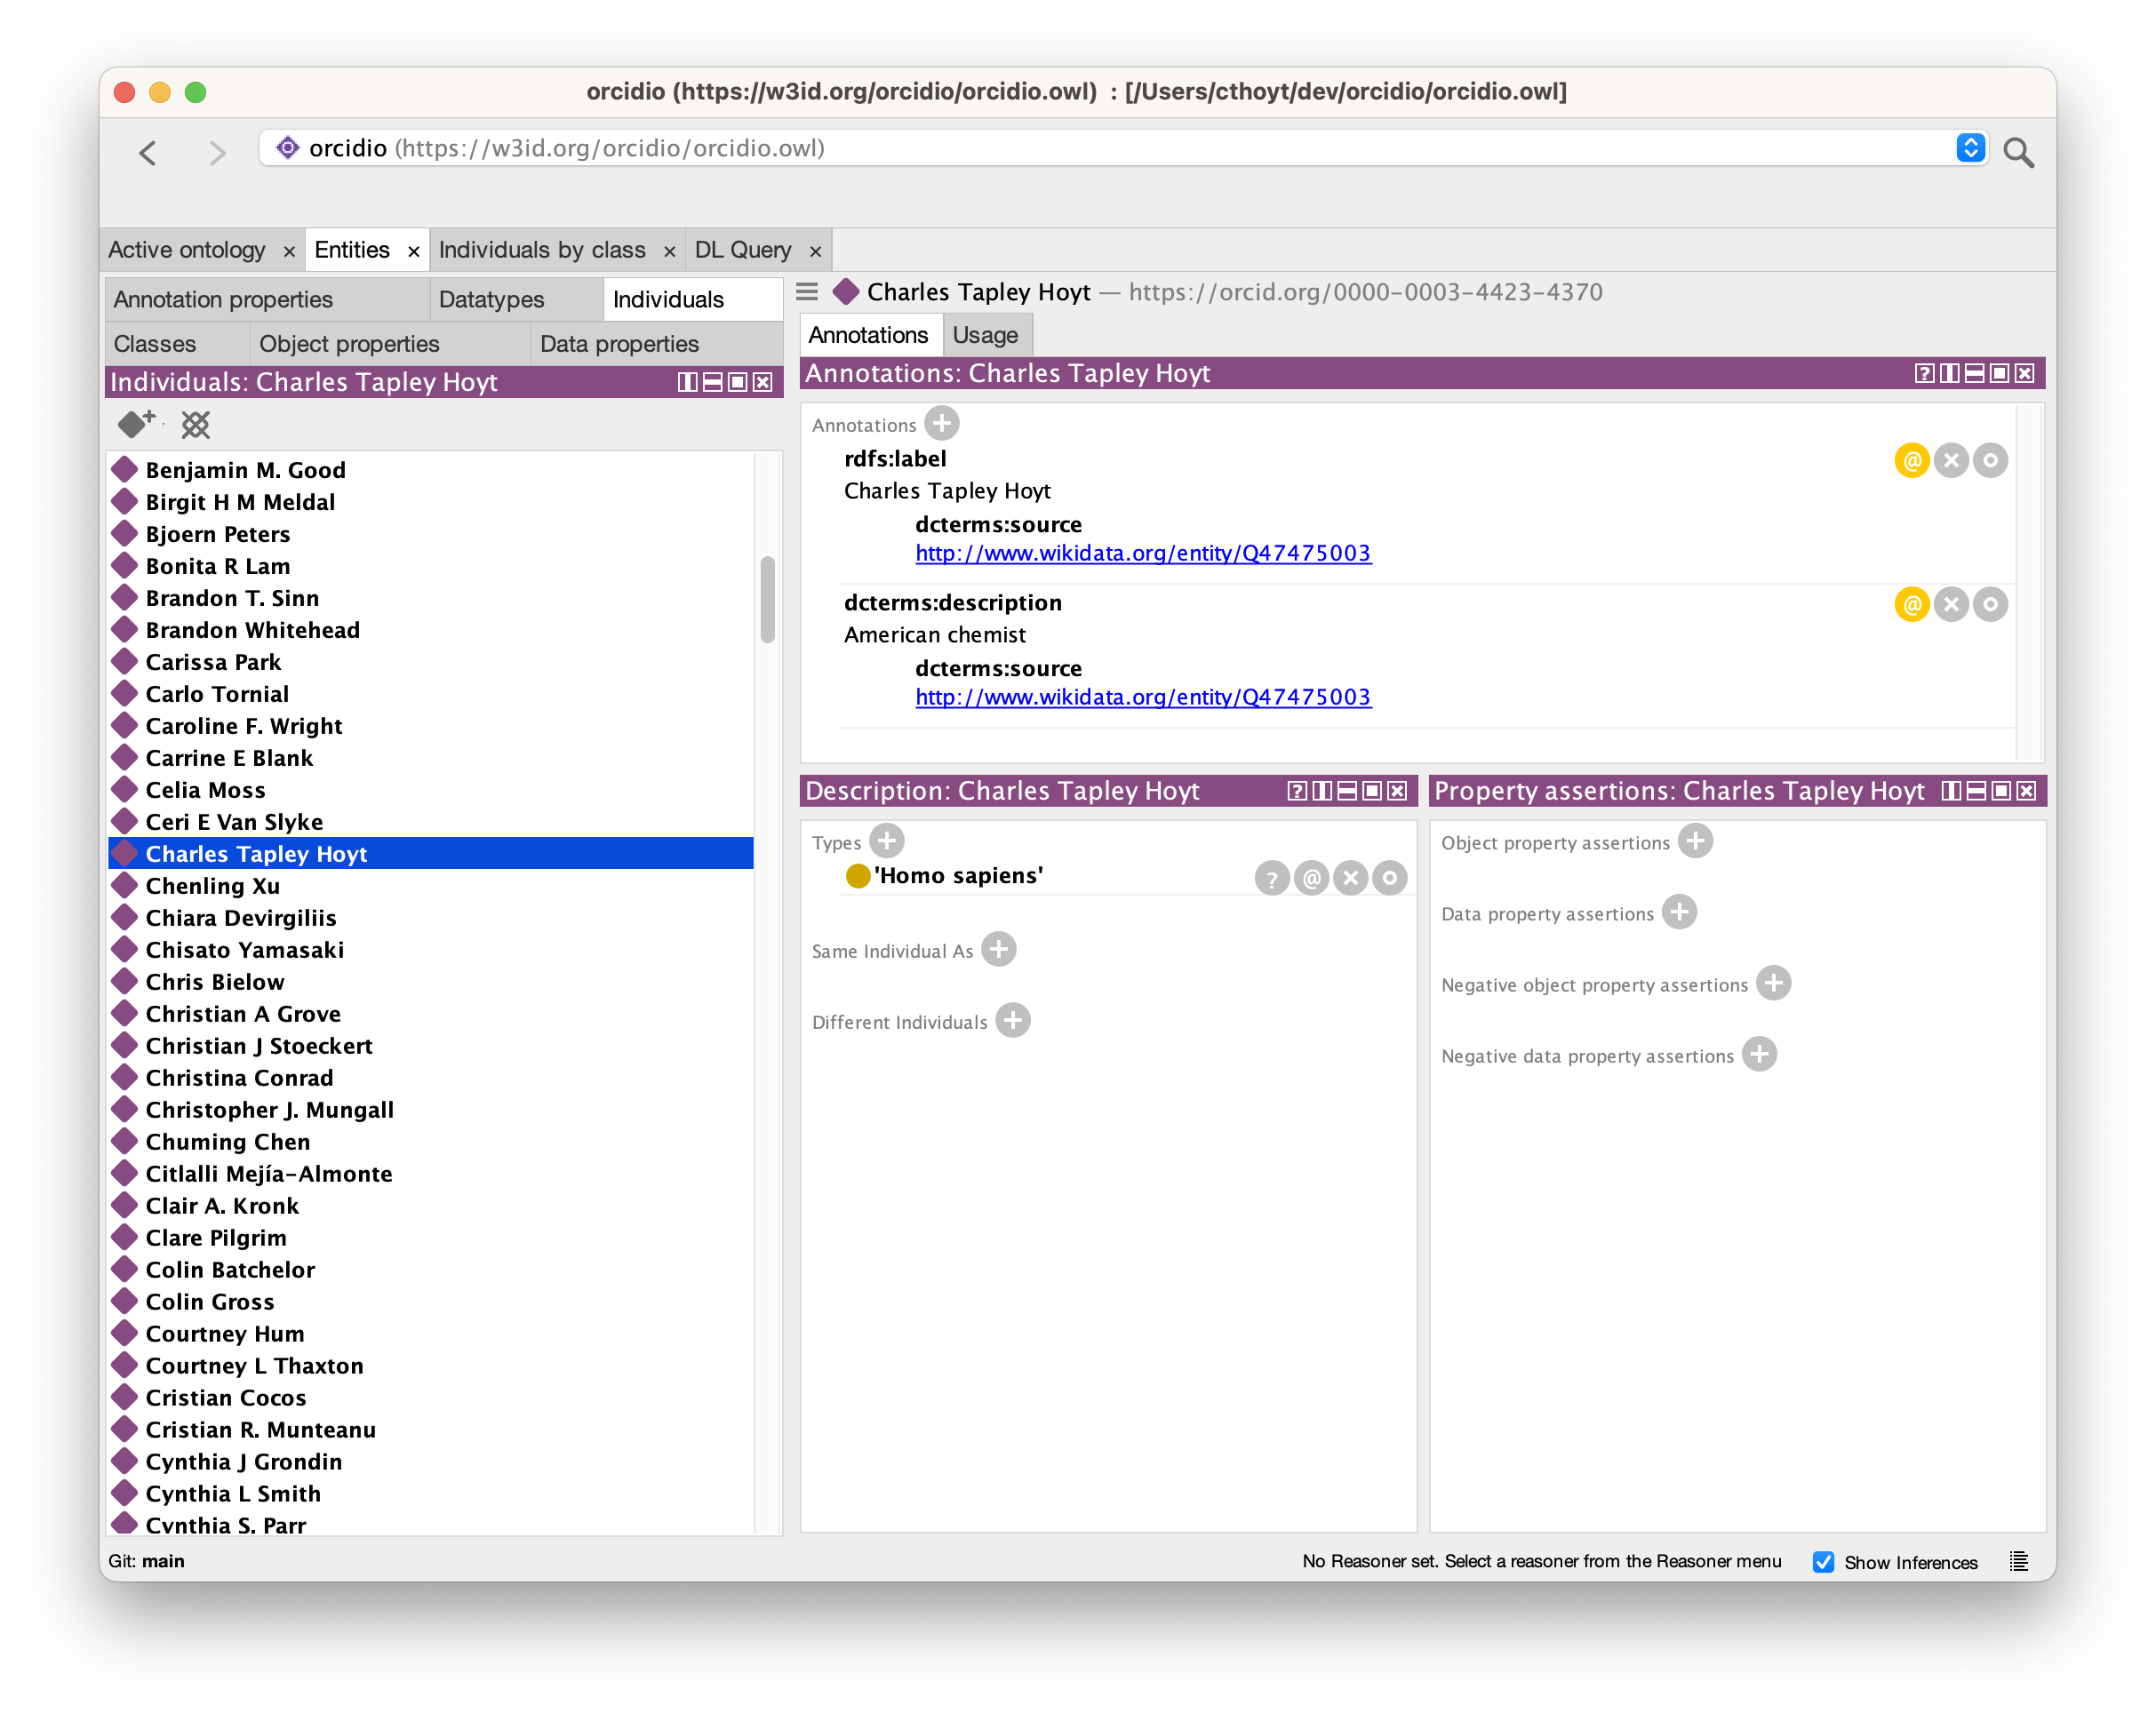 orcidio (https://w3id.org/orcidio/orcidio.owl)  : [/Users/cthoyt/dev/orcidio/orcidio.owl]
orcidio (https://w3id.org/orcidio/orcidio.owl)
Active ontology × Entities × Individuals by class × DL Query ×
Annotation properties Datatypes Individuals
Classes Object properties Data properties
Individuals: Charles Tapley Hoyt
Benjamin M. Good
Birgit H M Meldal
Bjoern Peters
Bonita R Lam
Brandon T. Sinn
Brandon Whitehead
Carissa Park
Carlo Tornial
Caroline F. Wright
Carrine E Blank
Celia Moss
Ceri E Van Slyke
Charles Tapley Hoyt
Chenling Xu
Chiara Devirgiliis
Chisato Yamasaki
Chris Bielow
Christian A Grove
Christian J Stoeckert
Christina Conrad
Christopher J. Mungall
Chuming Chen
Citlalli Mejía-Almonte
Clair A. Kronk
Clare Pilgrim
Colin Batchelor
Colin Gross
Courtney Hum
Courtney L Thaxton
Cristian Cocos
Cristian R. Munteanu
Cynthia J Grondin
Cynthia L Smith
Cynthia S. Parr
Charles Tapley Hoyt — https://orcid.org/0000-0003-4423-4370
Annotations Usage
Annotations: Charles Tapley Hoyt
Annotations
rdfs:label
Charles Tapley Hoyt
dcterms:source
http://www.wikidata.org/entity/Q47475003
dcterms:description
American chemist
dcterms:source
http://www.wikidata.org/entity/Q47475003
Description: Charles Tapley Hoyt
Types
'Homo sapiens'
Same Individual As
Different Individuals
Property assertions: Charles Tapley Hoyt
Object property assertions
Data property assertions
Negative object property assertions
Negative data property assertions
Git: main
No Reasoner set. Select a reasoner from the Reasoner menu
Show Inferences